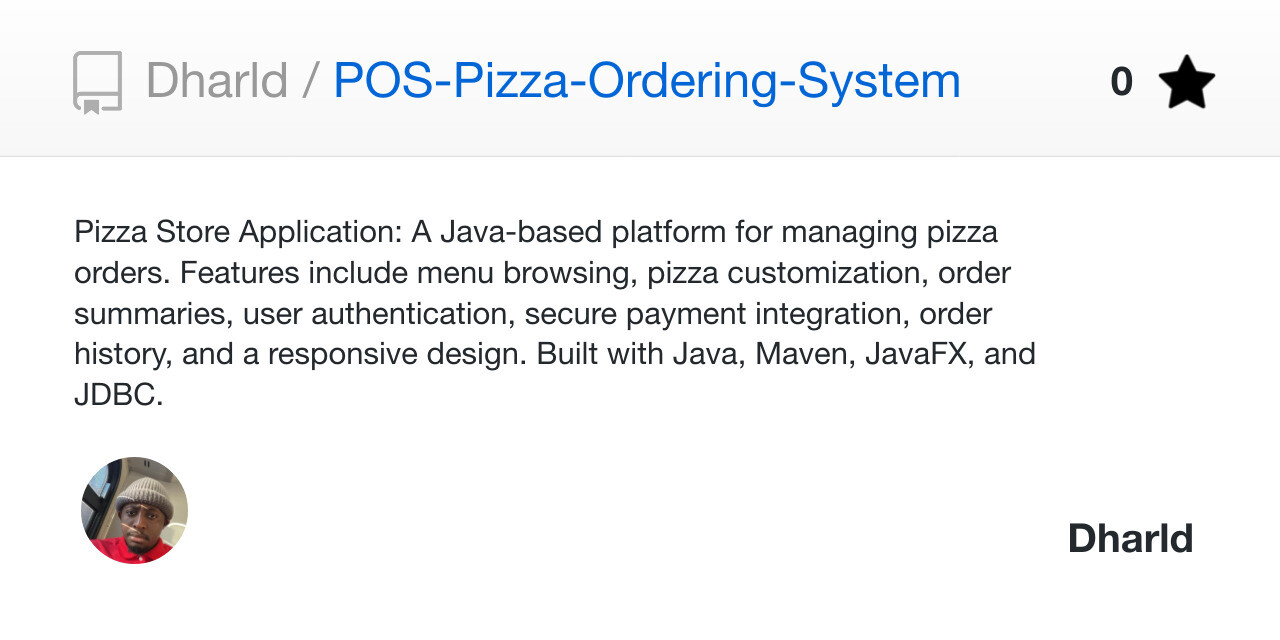 Dharld / POS-Pizza-Ordering-System 0
Pizza Store Application: A Java-based platform for managing pizza
orders. Features include menu browsing, pizza customization, order
summaries, user authentication, secure payment integration, order
history, and a responsive design. Built with Java, Maven, JavaFX, and
JDBC.
Dharld